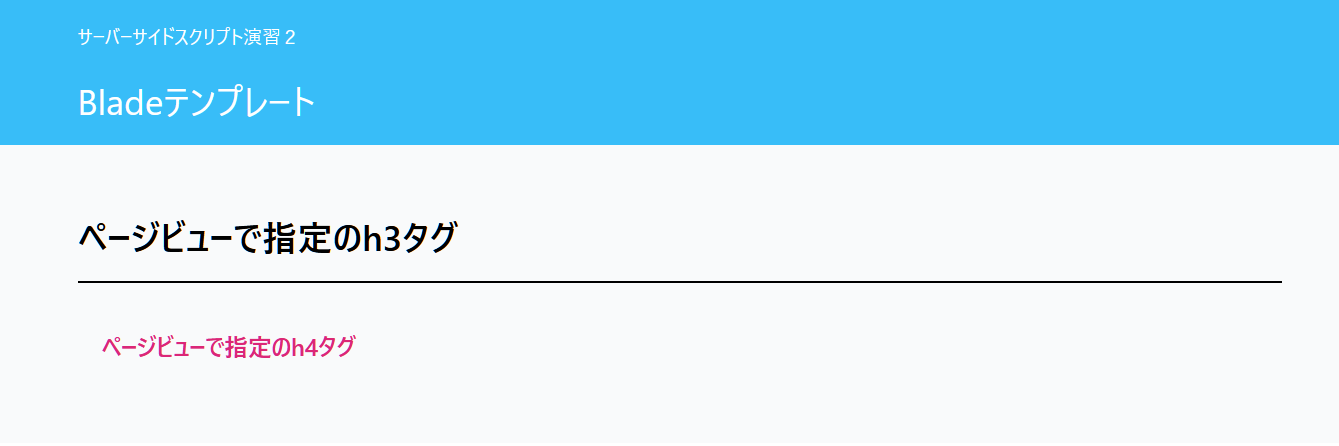 サーバーサイドスクリプト演習２
Bladeテンプレート
ページビューで指定のh3タグ
ページビューで指定のh4タグ